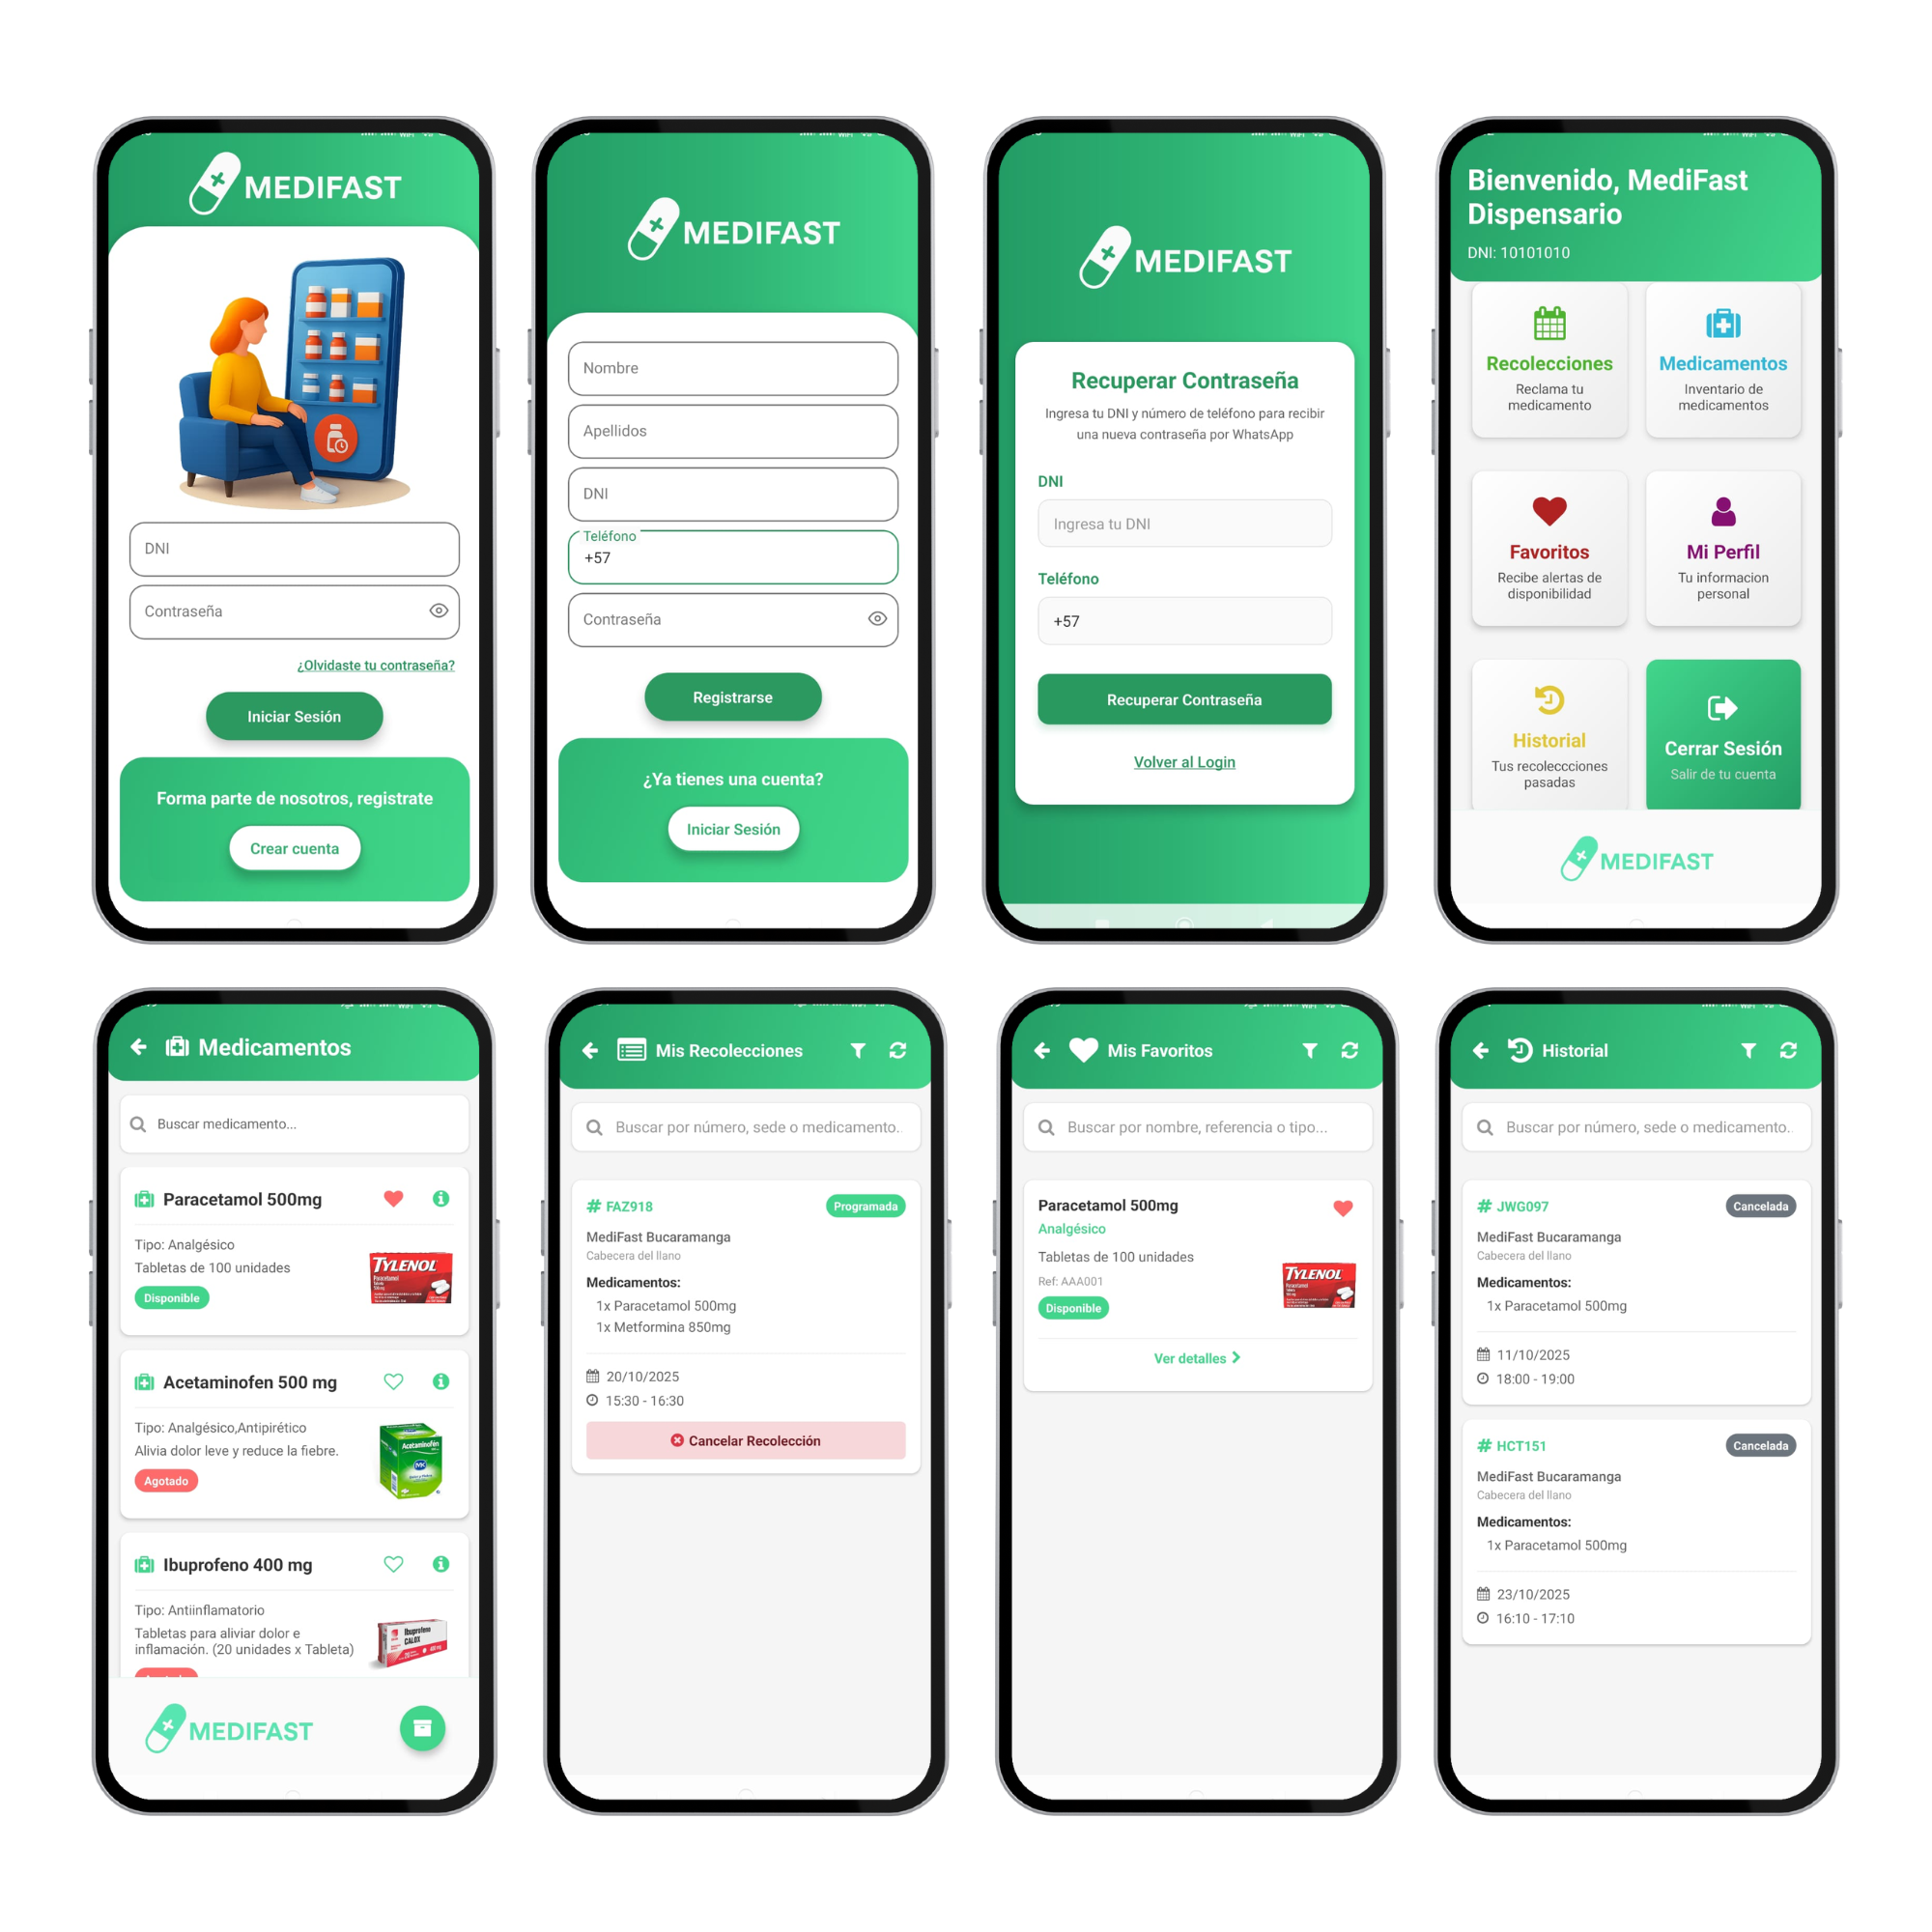 MEDIFAST
DNI
Contraseña
¿Olvidaste tu contraseña?
Iniciar Sesión
Forma parte de nosotros, registrate
Crear cuenta
MEDIFAST
Nombre
Apellidos
DNI
Teléfono
+57
Contraseña
Registrarse
¿Ya tienes una cuenta?
Iniciar Sesión
MEDIFAST
Recuperar Contraseña
Ingresa tu DNI y número de teléfono para recibir
una nueva contraseña por WhatsApp
DNI
Ingresa tu DNI
Teléfono
+57
Recuperar Contraseña
Volver al Login
Bienvenido, MediFast
Dispensario
DNI: 10101010
Recolecciones
Reclama tu
medicamento
Medicamentos
Inventario de
medicamentos
Favoritos
Recibe alertas de
disponibilidad
Mi Perfil
Tu informacion
personal
Historial
Tus recoleccciones
pasadas
Cerrar Sesión
Salir de tu cuenta
MEDIFAST
Medicamentos
Buscar medicamento...
Paracetamol 500mg
Tipo: Analgésico
Tabletas de 100 unidades
Disponible
TYLENOL
Paracetamol
Acetaminofen 500 mg
Tipo: Analgésico,Antipirético
Alivia dolor leve y reduce la fiebre.
Agotado
Acetaminofén
MK
Ibuprofeno 400 mg
Tipo: Antiinflamatorio
Tabletas para aliviar dolor e
inflamación. (20 unidades x Tableta)
Ibuprofeno
CALOX
MEDIFAST
Mis Recolecciones
Buscar por número, sede o medicamento..
# FAZ918
Programada
MediFast Bucaramanga
Cabecera del llano
Medicamentos:
1x Paracetamol 500mg
1x Metformina 850mg
20/10/2025
15:30 - 16:30
Cancelar Recolección
Mis Favoritos
Buscar por nombre, referencia o tipo...
Paracetamol 500mg
Analgésico
Tabletas de 100 unidades
Ref: AAA001
Disponible
TYLENOL
Paracetamol
Ver detalles
Historial
Buscar por número, sede o medicamento..
# JWG097
Cancelada
MediFast Bucaramanga
Cabecera del llano
Medicamentos:
1x Paracetamol 500mg
11/10/2025
18:00 - 19:00
# HCT151
Cancelada
MediFast Bucaramanga
Cabecera del llano
Medicamentos:
1x Paracetamol 500mg
23/10/2025
16:10 - 17:10